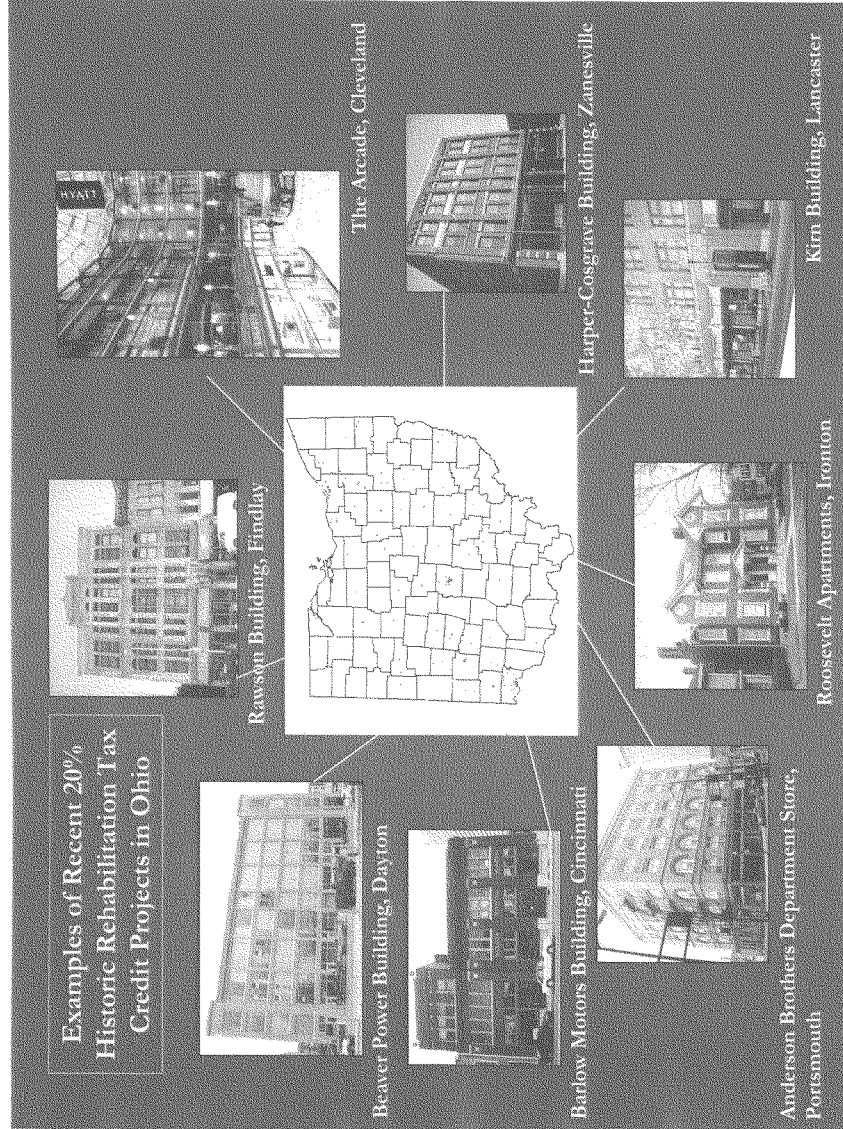 Examples of Recent 20%
Historic Rehabilitation Tax
Credit Projects in Ohio
Rawson Building, Findlay
HYATT
The Arcade, Cleveland
Beaver Power Building, Dayton
Harper-Cosgrave Building, Zanesville
Barlow Motors Building, Cincinnati
Anderson Brothers Department Store,
Portsmouth
Roosevelt Apartments, Ironton
Kirn Building, Lancaster